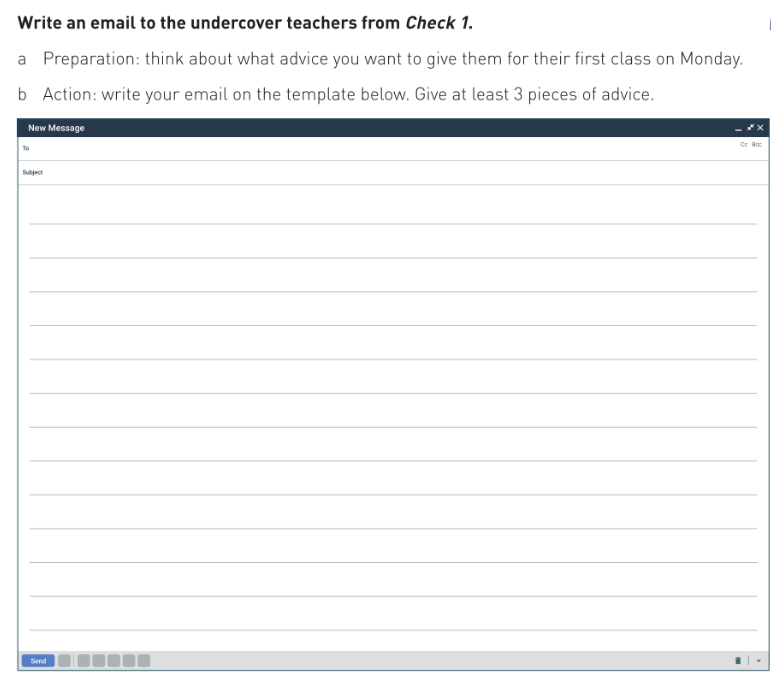 Write an email to the undercover teachers from Check 1.
a Preparation: think about what advice you want to give them for their first class on Monday.
b Action: write your email on the template below. Give at least 3 pieces of advice.
New Message
To
Cc Bcc
Subject
Send